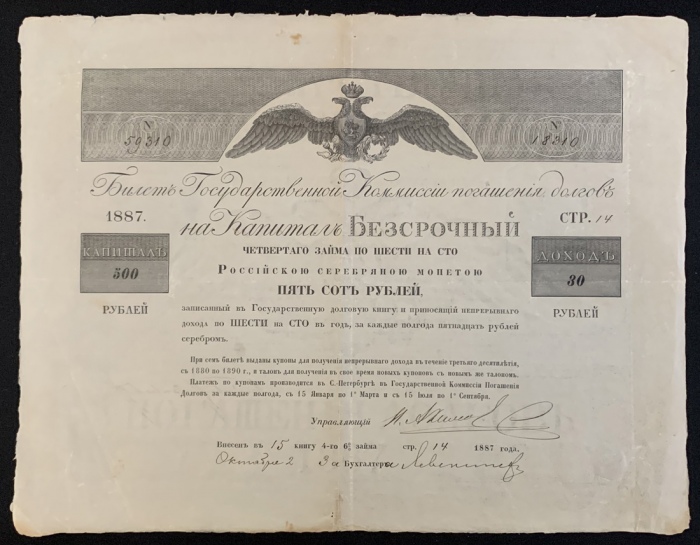 N N
59310 18310
Билетъ Государственной Коммиссіи погашенія долговъ
1887. на Капиталъ БЕЗСРОЧНЫЙ СТР. 14
ЧЕТВЕРТАГО ЗАЙМА ПО ШЕСТИ НА СТО
КАПИТАЛЪ РОССІЙСКОЮ СЕРЕБРЯНОЮ МОНЕТОЮ ДОХОДЪ
500 ПЯТЬ СОТЪ РУБЛЕЙ, 30
РУБЛЕЙ записанный въ Государственную долговую книгу и приносящій непрерывнаго РУБЛЕЙ
дохода по ШЕСТИ на СТО въ годъ, за каждые полгода пятнадцать рублей
серебромъ.
При семъ билетѣ выданы купоны для полученія непрерывнаго дохода въ теченіе третьяго десятилѣтія,
съ 1880 по 1890 г., и талонъ для полученія въ свое время новыхъ купоновъ съ новымъ же талономъ.
Платежъ по купонамъ производится въ С.-Петербургѣ въ Государственной Коммиссіи Погашенія
Долговъ за каждые полгода, съ 15 Января по 1е Марта и съ 15 Іюля по 1е Сентября.
Управляющій
Внесенъ въ 15 книгу 4-го 6% займа стр. 14 1887 года.
Октября 2 За Бухгалтера